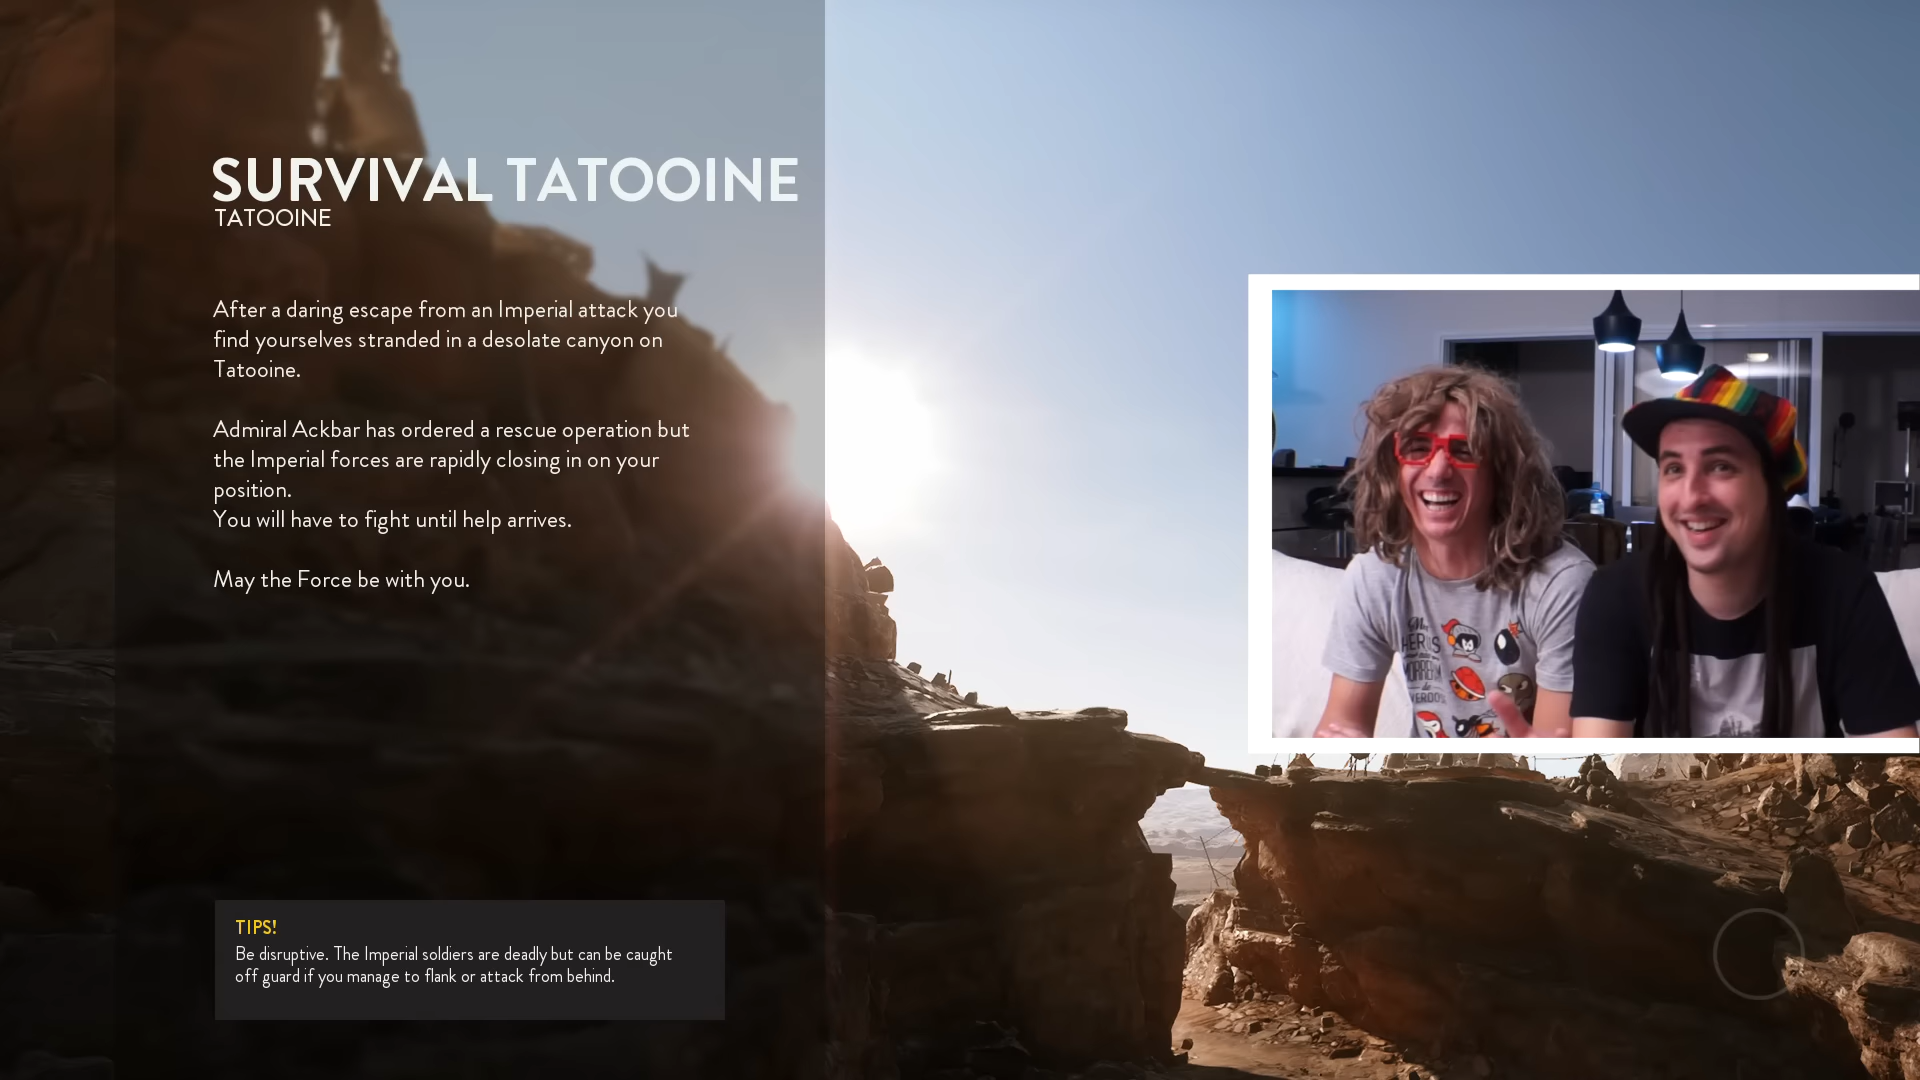 SURVIVAL TATOOINE
TATOOINE
After a daring escape from an Imperial attack you
find yourselves stranded in a desolate canyon on
Tatooine.
Admiral Ackbar has ordered a rescue operation but
the Imperial forces are rapidly closing in on your
position.
You will have to fight until help arrives.
May the Force be with you.
TIPS!
Be disruptive. The Imperial soldiers are deadly but can be caught
off guard if you manage to flank or attack from behind.